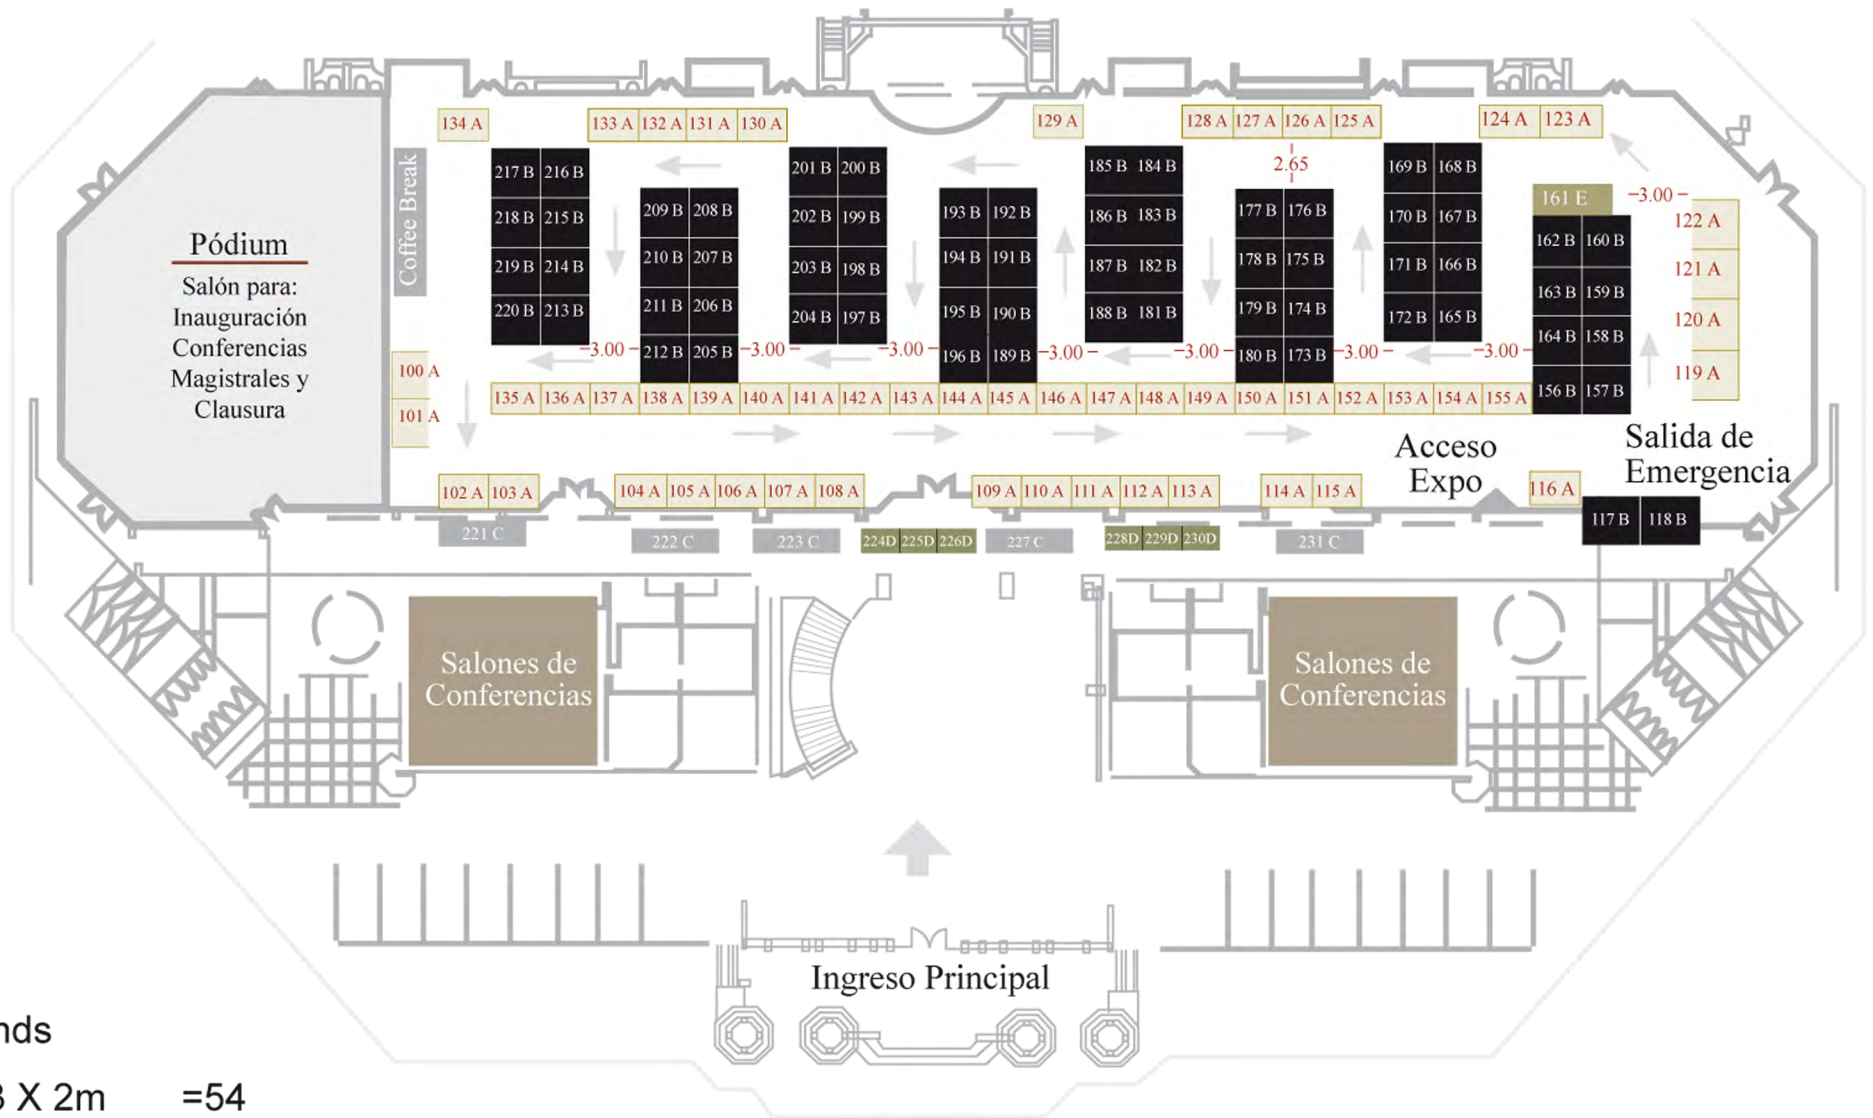 134 A
133 A 132 A 131 A 130 A
129 A
128 A 127 A 126 A 125 A
124 A 123 A
Coffee Break
217 B 216 B
218 B 215 B
219 B 214 B
220 B 213 B
209 B 208 B
210 B 207 B
211 B 206 B
212 B 205 B
201 B 200 B
202 B 199 B
203 B 198 B
204 B 197 B
193 B 192 B
194 B 191 B
195 B 190 B
196 B 189 B
185 B 184 B
186 B 183 B
187 B 182 B
188 B 181 B
2.65
177 B 176 B
178 B 175 B
179 B 174 B
180 B 173 B
169 B 168 B
170 B 167 B
171 B 166 B
172 B 165 B
161 E
162 B 160 B
163 B 159 B
164 B 158 B
156 B 157 B
3.00
122 A
121 A
120 A
119 A
3.00 3.00 3.00 3.00 3.00 3.00 3.00
Pódium
Salón para:
Inauguración
Conferencias
Magistrales y
Clausura
100 A
101 A
135 A 136 A 137 A 138 A 139 A 140 A 141 A 142 A 143 A 144 A 145 A 146 A 147 A 148 A 149 A 150 A 151 A 152 A 153 A 154 A 155 A
Acceso
Expo
Salida de
Emergencia
102 A 103 A
104 A 105 A 106 A 107 A 108 A
109 A 110 A 111 A 112 A 113 A
114 A 115 A
116 A
117 B 118 B
221 C
222 C
223 C
224D 225D 226D
227 C
228D 229D 230D
231 C
Salones de
Conferencias
Salones de
Conferencias
Ingreso Principal
nds
3 X 2m =54